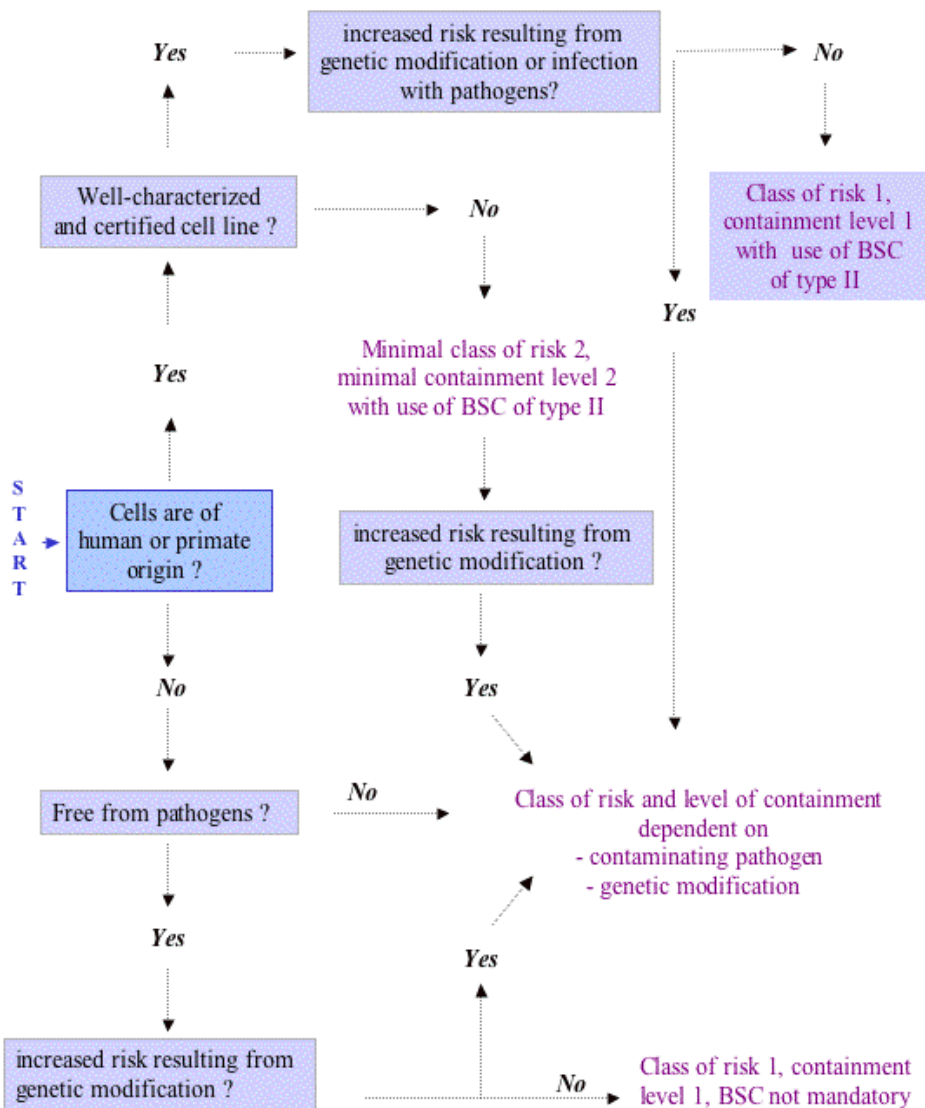 Yes
increased risk resulting from
genetic modification or infection
with pathogens?
No
Well-characterized
and certified cell line ?
No
Class of risk 1,
containment level 1
with use of BSC
of type II
Yes
Yes
Minimal class of risk 2,
minimal containment level 2
with use of BSC of type II
START
Cells are of
human or primate
origin ?
increased risk resulting from
genetic modification ?
No
Yes
Free from pathogens ?
No
Class of risk and level of containment
dependent on
- contaminating pathogen
- genetic modification
Yes
Yes
increased risk resulting from
genetic modification ?
No
Class of risk 1, containment
level 1, BSC not mandatory